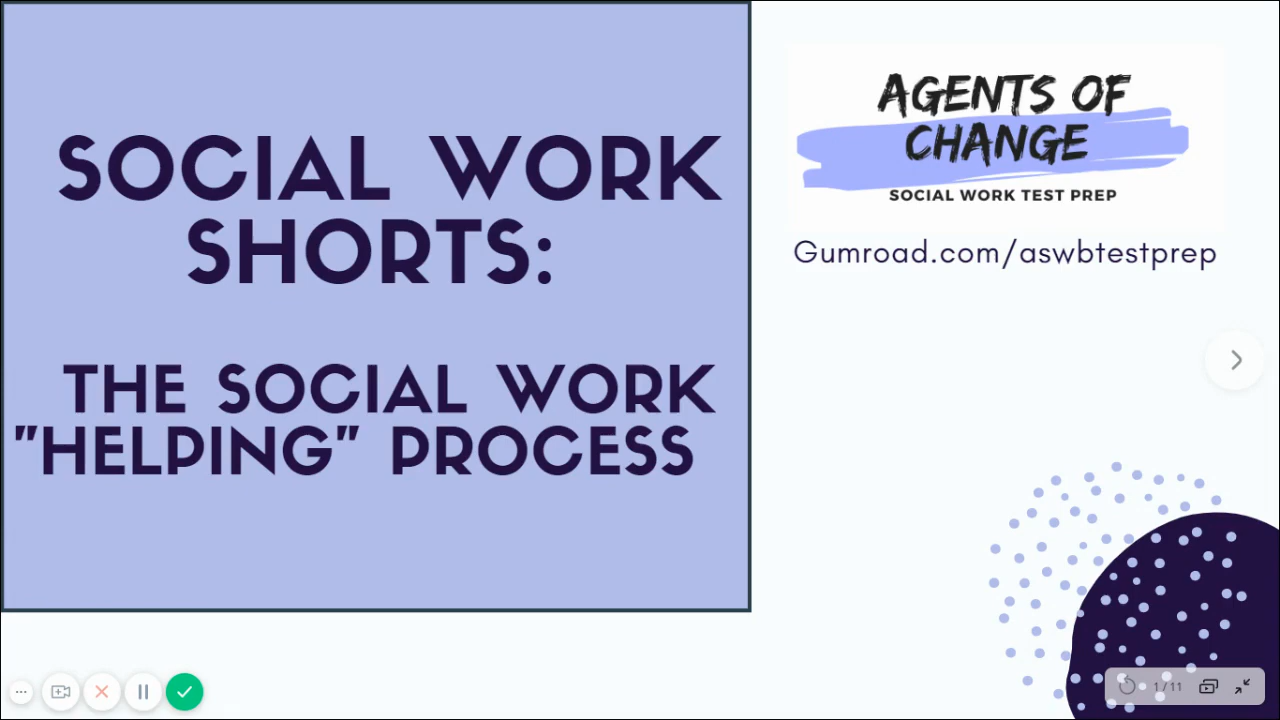 SOCIAL WORK
SHORTS:
THE SOCIAL WORK
"HELPING" PROCESS
AGENTS OF
CHANGE
SOCIAL WORK TEST PREP
Gumroad.com/aswbtestprep
1/11